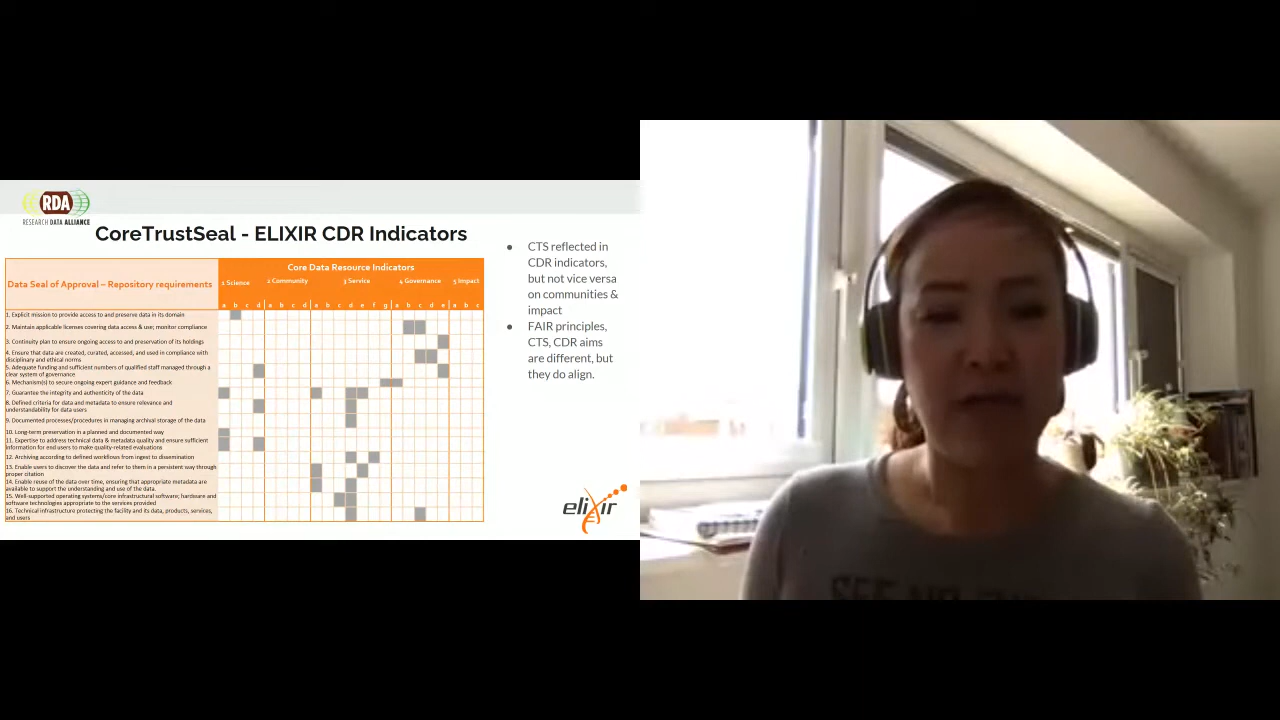 RDA
RESEARCH DATA ALLIANCE
CoreTrustSeal - ELIXIR CDR Indicators
Data Seal of Approval – Repository requirements
Core Data Resource Indicators
1 Science 2 Community 3 Service 4 Governance 5 Impact
a b c d a b c d a b c d e f g a b c d e a b c
1. Explicit mission to provide access to and preserve data in its domain
2. Maintain applicable licenses covering data access & use; monitor compliance
3. Continuity plan to ensure ongoing access to and preservation of its holdings
4. Ensure that data are created, curated, accessed, and used in compliance with
disciplinary and ethical norms
5. Adequate funding and sufficient numbers of qualified staff managed through a
clear system of governance
6. Mechanism(s) to secure ongoing expert guidance and feedback
7. Guarantee the integrity and authenticity of the data
8. Defined criteria for data and metadata to ensure relevance and
understandability for data users
9. Documented processes/procedures in managing archival storage of the data
10. Long-term preservation in a planned and documented way
11. Expertise to address technical data & metadata quality and ensure sufficient
information for end users to make quality-related evaluations
12. Archiving according to defined workflows from ingest to dissemination
13. Enable users to discover the data and refer to them in a persistent way through
proper citation
14. Enable reuse of the data over time, ensuring that appropriate metadata are
available to support the understanding and use of the data.
15. Well-supported operating systems/core infrastructural software; hardware and
software technologies appropriate to the services provided
16. Technical infrastructure protecting the facility and its data, products, services,
and users
● CTS reflected in
CDR indicators,
but not vice versa
on communities &
impact
● FAIR principles,
CTS, CDR aims
are different, but
they do align.
elixir
SEE NO